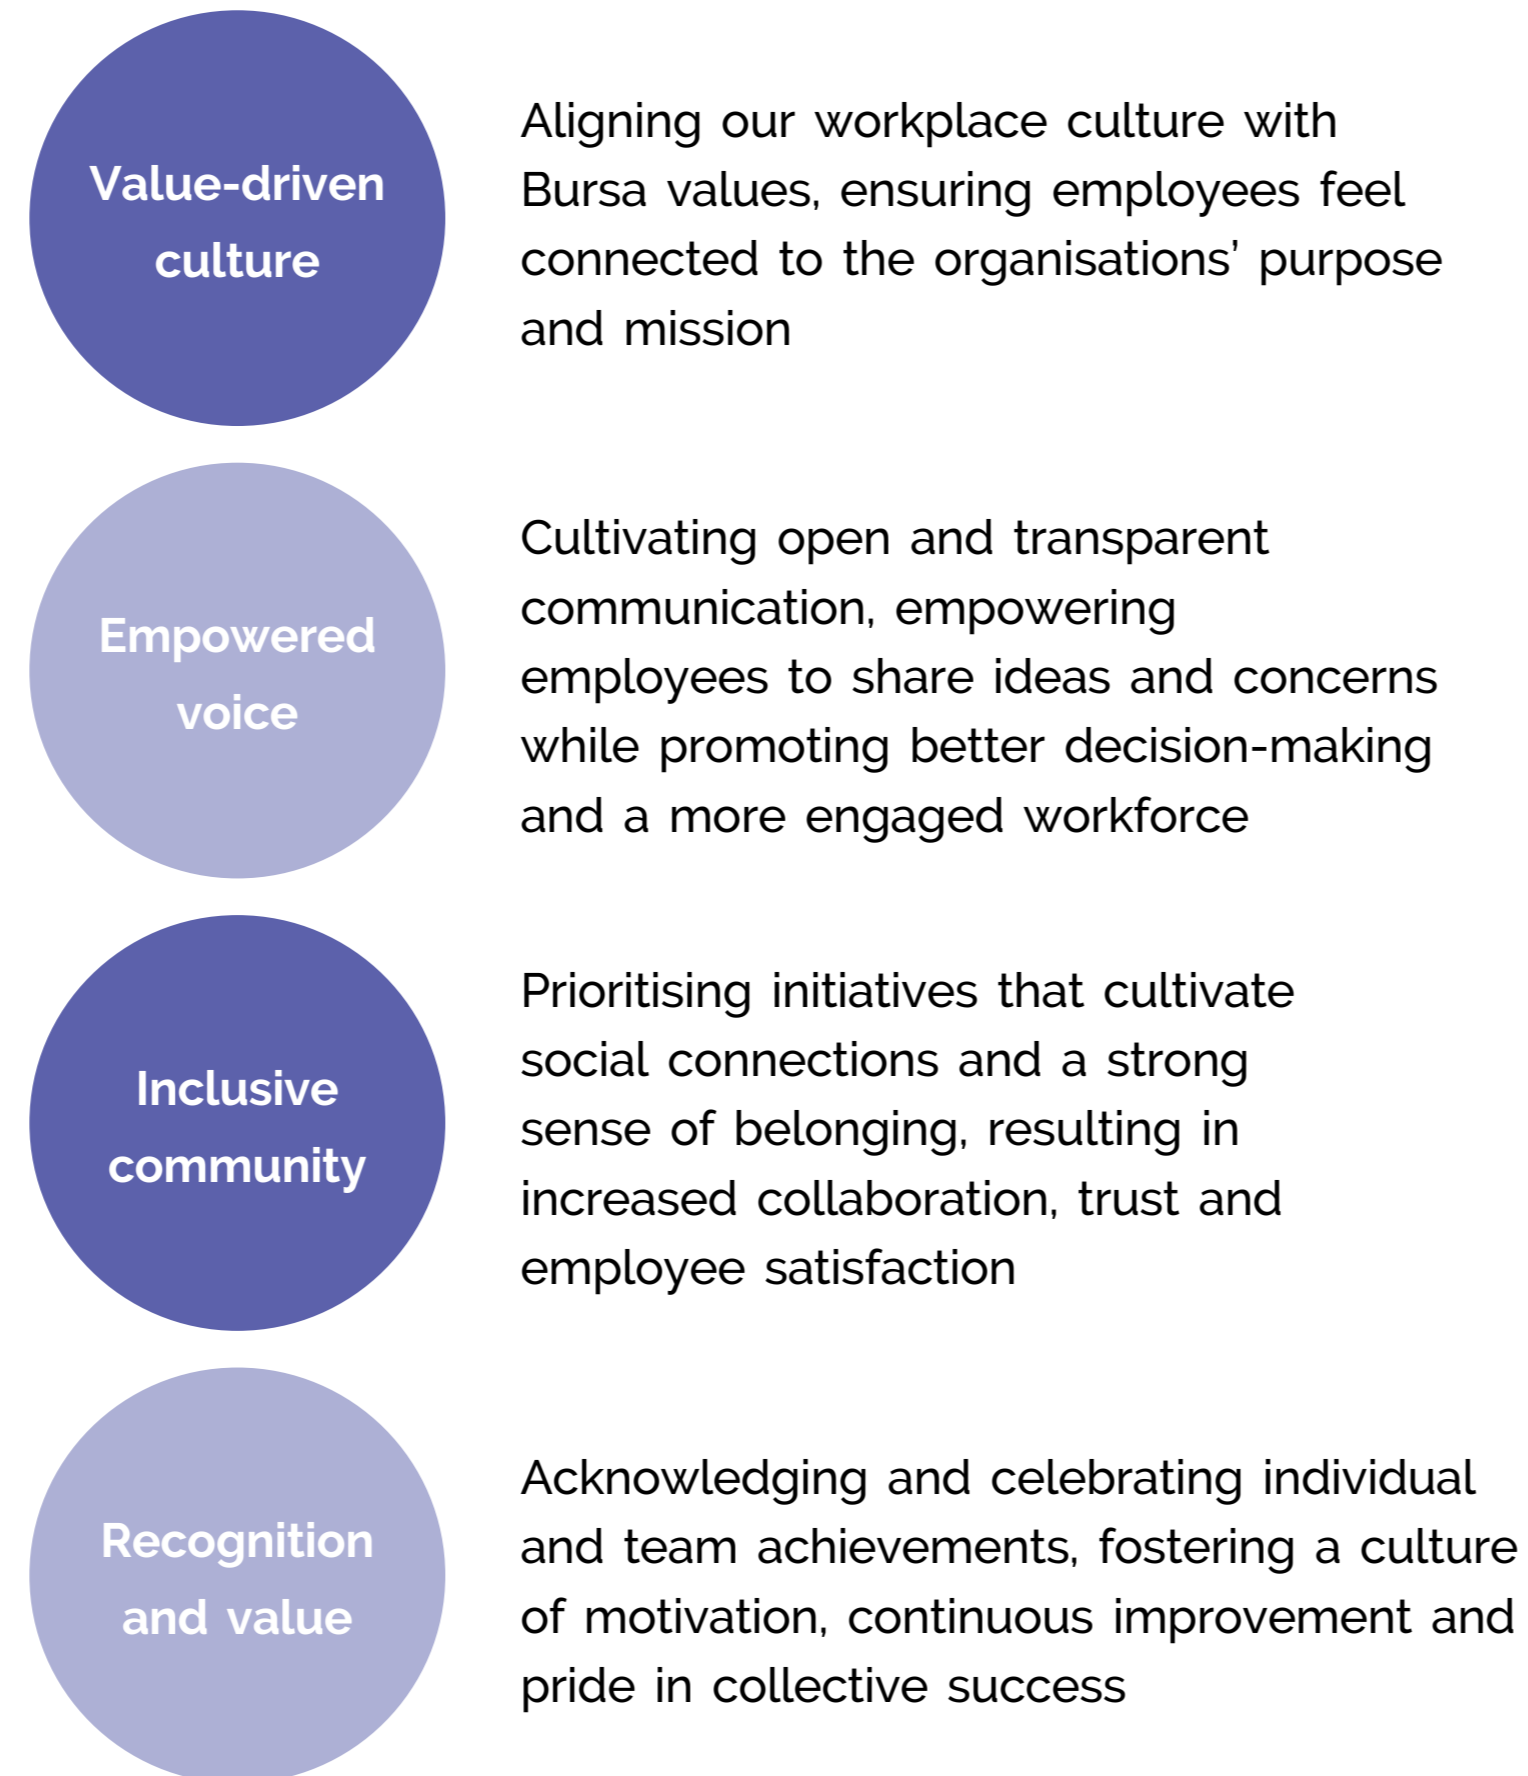 Value-driven
culture
Aligning our workplace culture with
Bursa values, ensuring employees feel
connected to the organisations’ purpose
and mission
Empowered
voice
Cultivating open and transparent
communication, empowering
employees to share ideas and concerns
while promoting better decision-making
and a more engaged workforce
Inclusive
community
Prioritising initiatives that cultivate
social connections and a strong
sense of belonging, resulting in
increased collaboration, trust and
employee satisfaction
Recognition
and value
Acknowledging and celebrating individual
and team achievements, fostering a culture
of motivation, continuous improvement and
pride in collective success